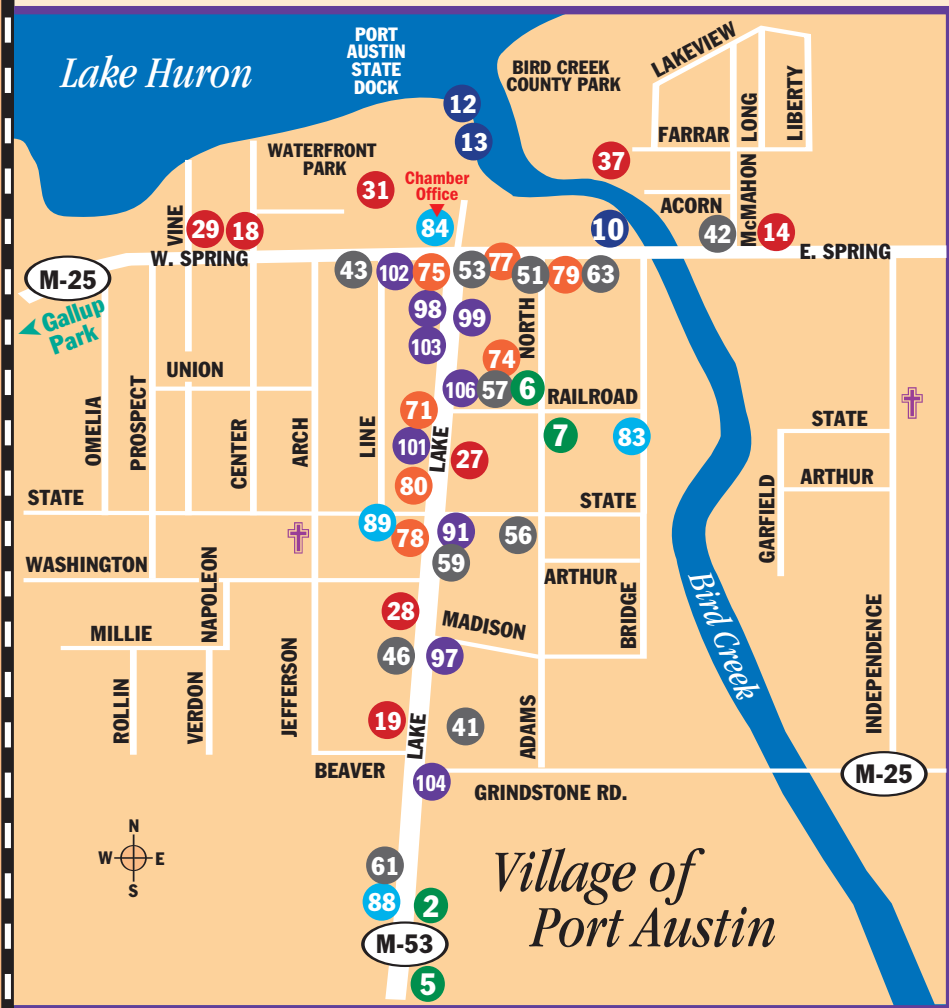 Lake Huron
PORT
AUSTIN
STATE
DOCK
BIRD CREEK
COUNTY PARK
LAKEVIEW
LONG
LIBERTY
FARRAR
McMAHON
ACORN
12
13
37
WATERFRONT
PARK
31
Chamber
Office
84
VINE
29
18
10
42
14
W. SPRING
E. SPRING
M-25
Gallup
Park
43
102
75
53
77
51
79
63
98
99
103
NORTH
74
UNION
106
57
6
RAILROAD
71
7
83
OMELIA
PROSPECT
CENTER
ARCH
LINE
101
LAKE
27
80
STATE
ARTHUR
GARFIELD
STATE
STATE
89
78
91
56
59
WASHINGTON
NAPOLEON
ARTHUR
BRIDGE
Bird Creek
28
MADISON
MILLIE
46
97
ROLLIN
VERDON
JEFFERSON
INDEPENDENCE
19
LAKE
41
ADAMS
BEAVER
104
GRINDSTONE RD.
M-25
N
W E
S
61
88
2
M-53
5
Village of
Port Austin